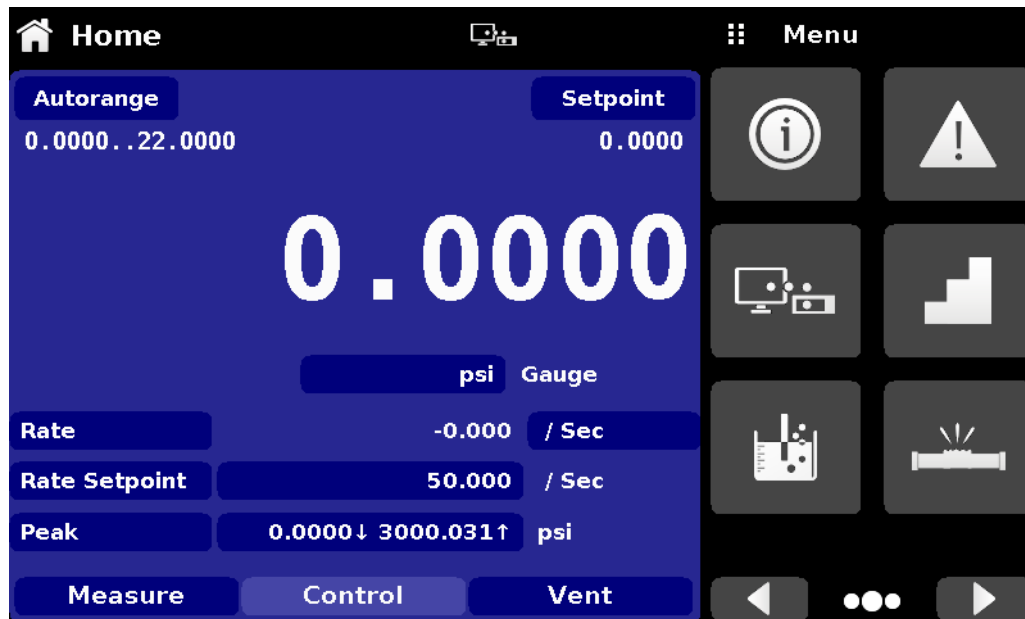 Home
Menu
Autorange
Setpoint
0.0000..22.0000
0.0000
0.0000
psi Gauge
Rate -0.000 / Sec
Rate Setpoint 50.000 / Sec
Peak 0.0000↓ 3000.031↑ psi
Measure Control Vent